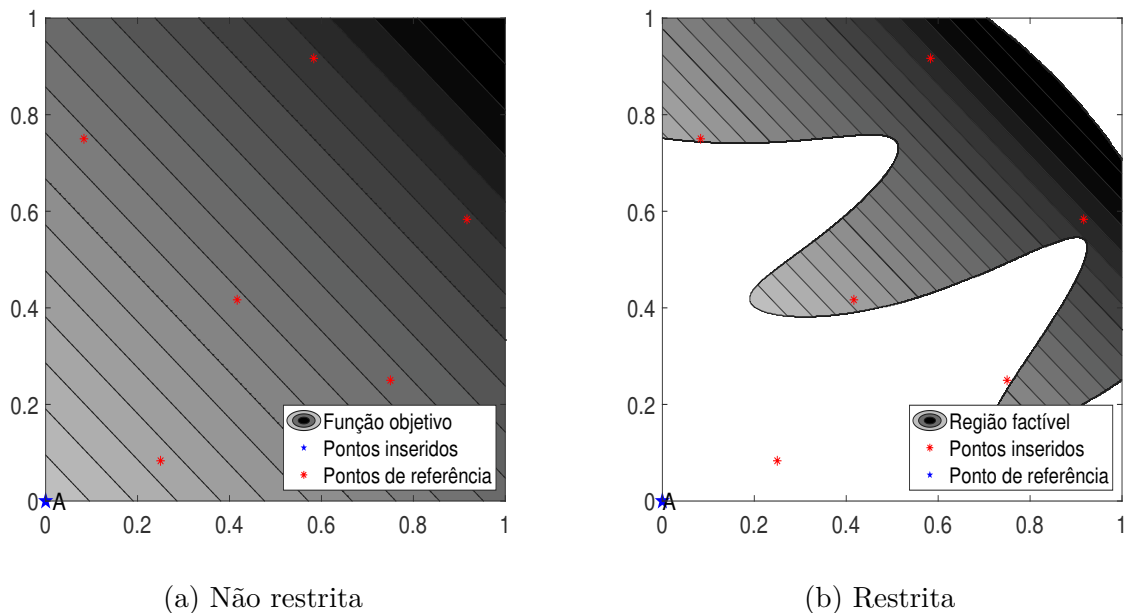 1
0.8
0.6
0.4
0.2
0
0
0.2
0.4
0.6
0.8
1
A
Função objetivo
Pontos inseridos
Pontos de referência
(a) Não restrita
1
0.8
0.6
0.4
0.2
0
0
0.2
0.4
0.6
0.8
1
A
Região factível
Pontos inseridos
Ponto de referência
(b) Restrita